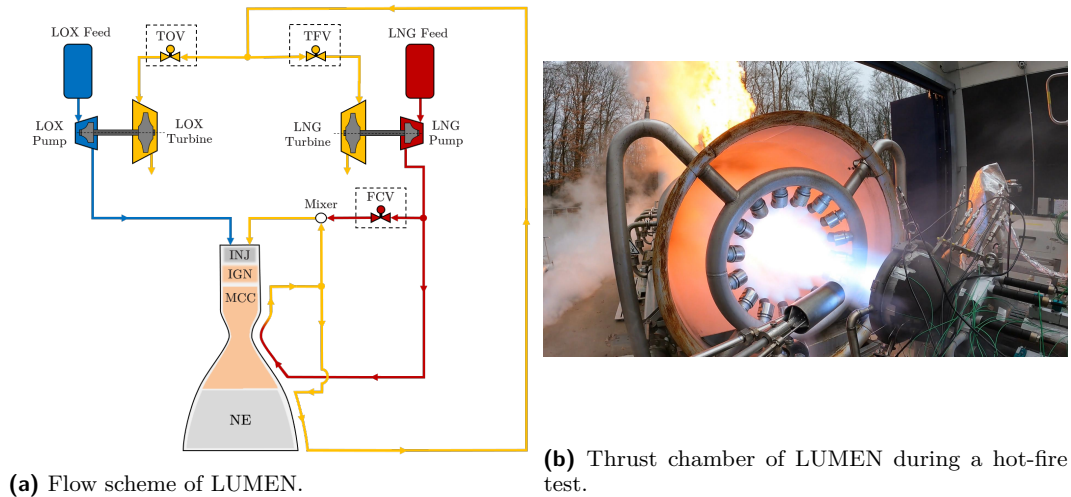 LOX Feed
TOV
TFV
LNG Feed
LOX
Pump
LOX
Turbine
LNG
Turbine
LNG
Pump
Mixer
FCV
INJ
IGN
MCC
NE
(a) Flow scheme of LUMEN.
(b) Thrust chamber of LUMEN during a hot-fire
test.